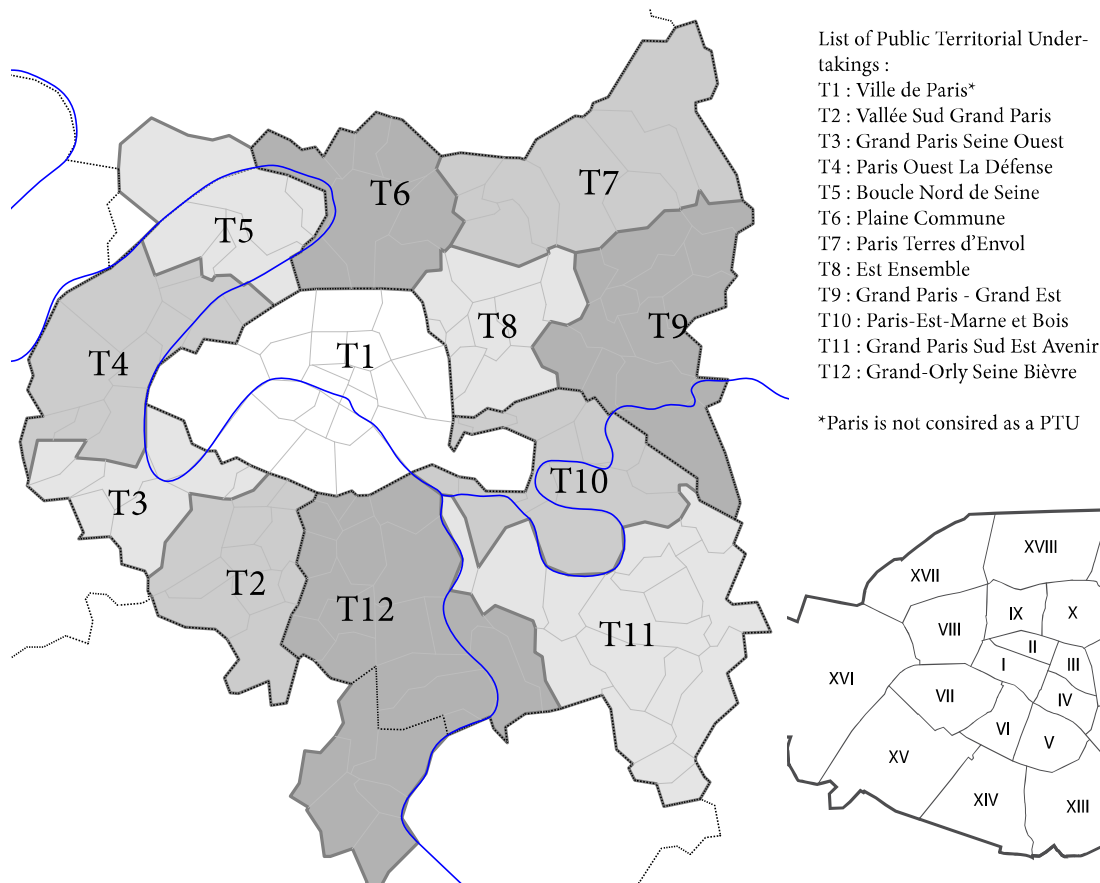 List of Public Territorial Under-
takings :
T1 : Ville de Paris*
T2 : Vallée Sud Grand Paris
T3 : Grand Paris Seine Ouest
T4 : Paris Ouest La Défense
T5 : Boucle Nord de Seine
T6 : Plaine Commune
T7 : Paris Terres d'Envol
T8 : Est Ensemble
T9 : Grand Paris - Grand Est
T10 : Paris-Est-Marne et Bois
T11 : Grand Paris Sud Est Avenir
T12 : Grand-Orly Seine Bièvre
*Paris is not consired as a PTU
T7
T6
T5
T8
T9
T1
T4
T10
T3
T2
T12
T11
XVIII
XVII
IX
X
VIII
II
I
III
XVI
VII
IV
VI
V
XV
XIV
XIII